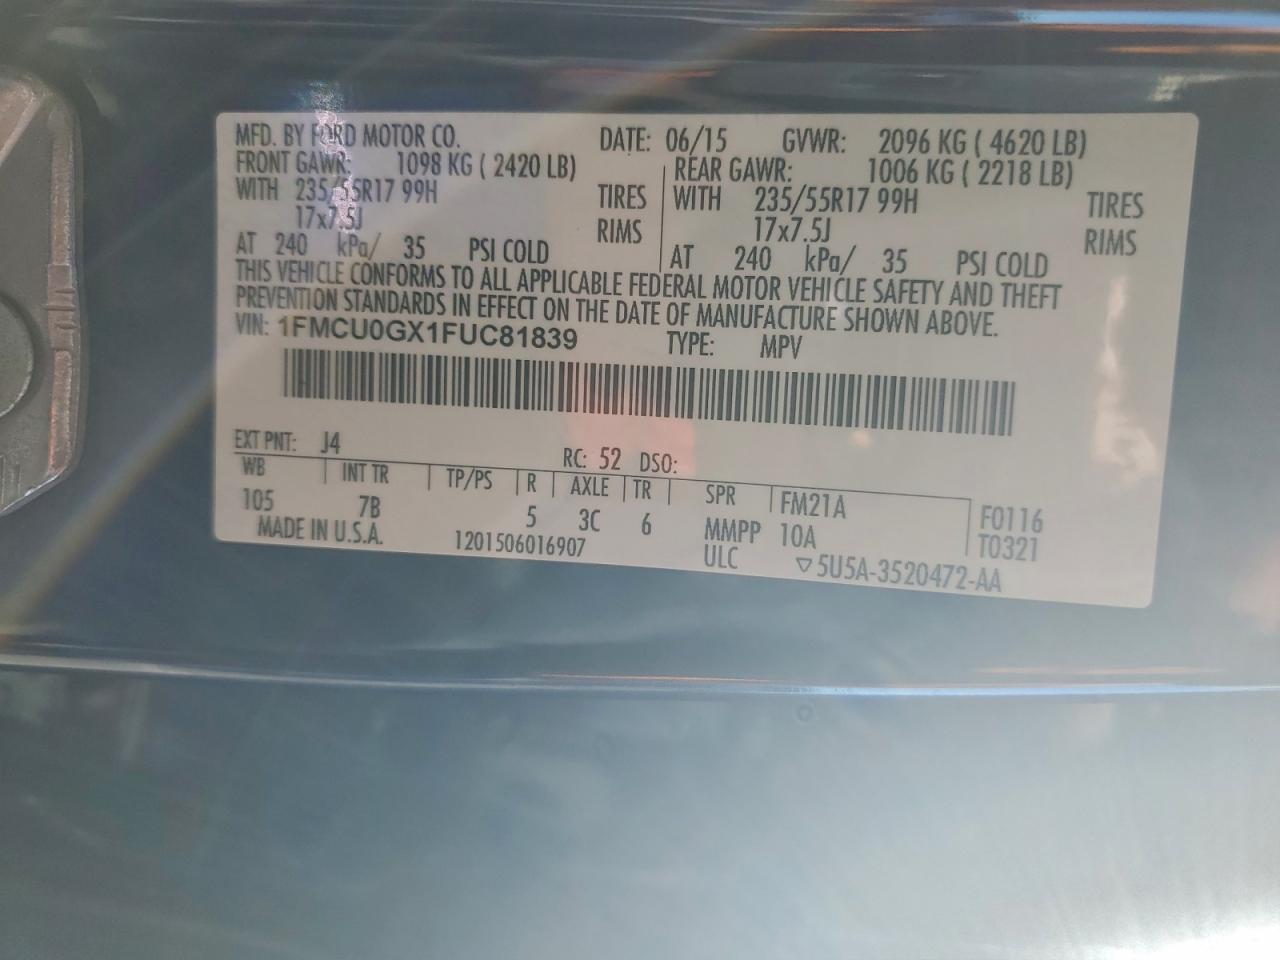 MFD. BY FORD MOTOR CO. DATE: 06/15 GVWR: 2096 KG ( 4620 LB)
FRONT GAWR: 1098 KG ( 2420 LB) REAR GAWR: 1006 KG ( 2218 LB)
WITH 235/55R17 99H TIRES WITH 235/55R17 99H TIRES
17x7.5J RIMS 17x7.5J RIMS
AT 240 kPa/ 35 PSI COLD AT 240 kPa/ 35 PSI COLD
THIS VEHICLE CONFORMS TO ALL APPLICABLE FEDERAL MOTOR VEHICLE SAFETY AND THEFT
PREVENTION STANDARDS IN EFFECT ON THE DATE OF MANUFACTURE SHOWN ABOVE.
VIN: 1FMCU0GX1FUC81839 TYPE: MPV
EXT PNT: J4 RC: 52 DSO:
WB INT TR TP/PS R AXLE TR SPR FM21A F0116
105 7B 5 3C 6 MMPP 10A T0321
MADE IN U.S.A. 1201506016907 ULC ▽5U5A-3520472-AA